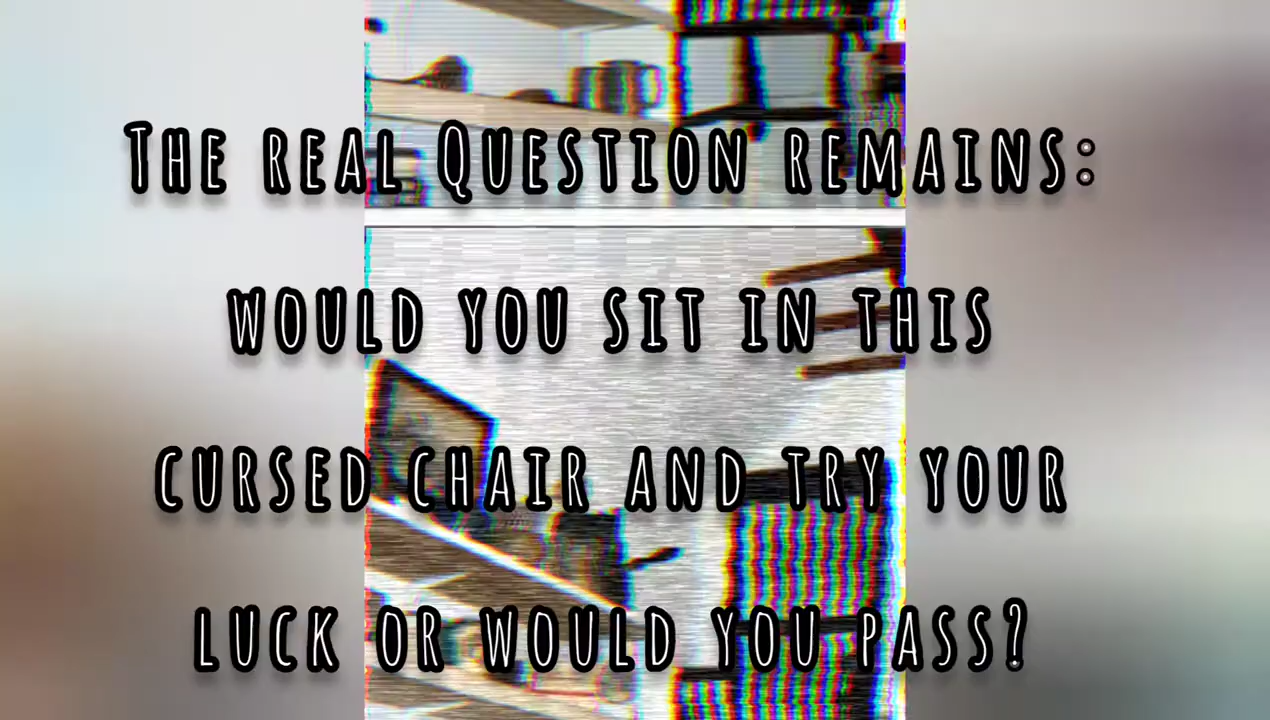 The real Question remains:
would you sit in this
cursed chair and try your
luck or would you pass?